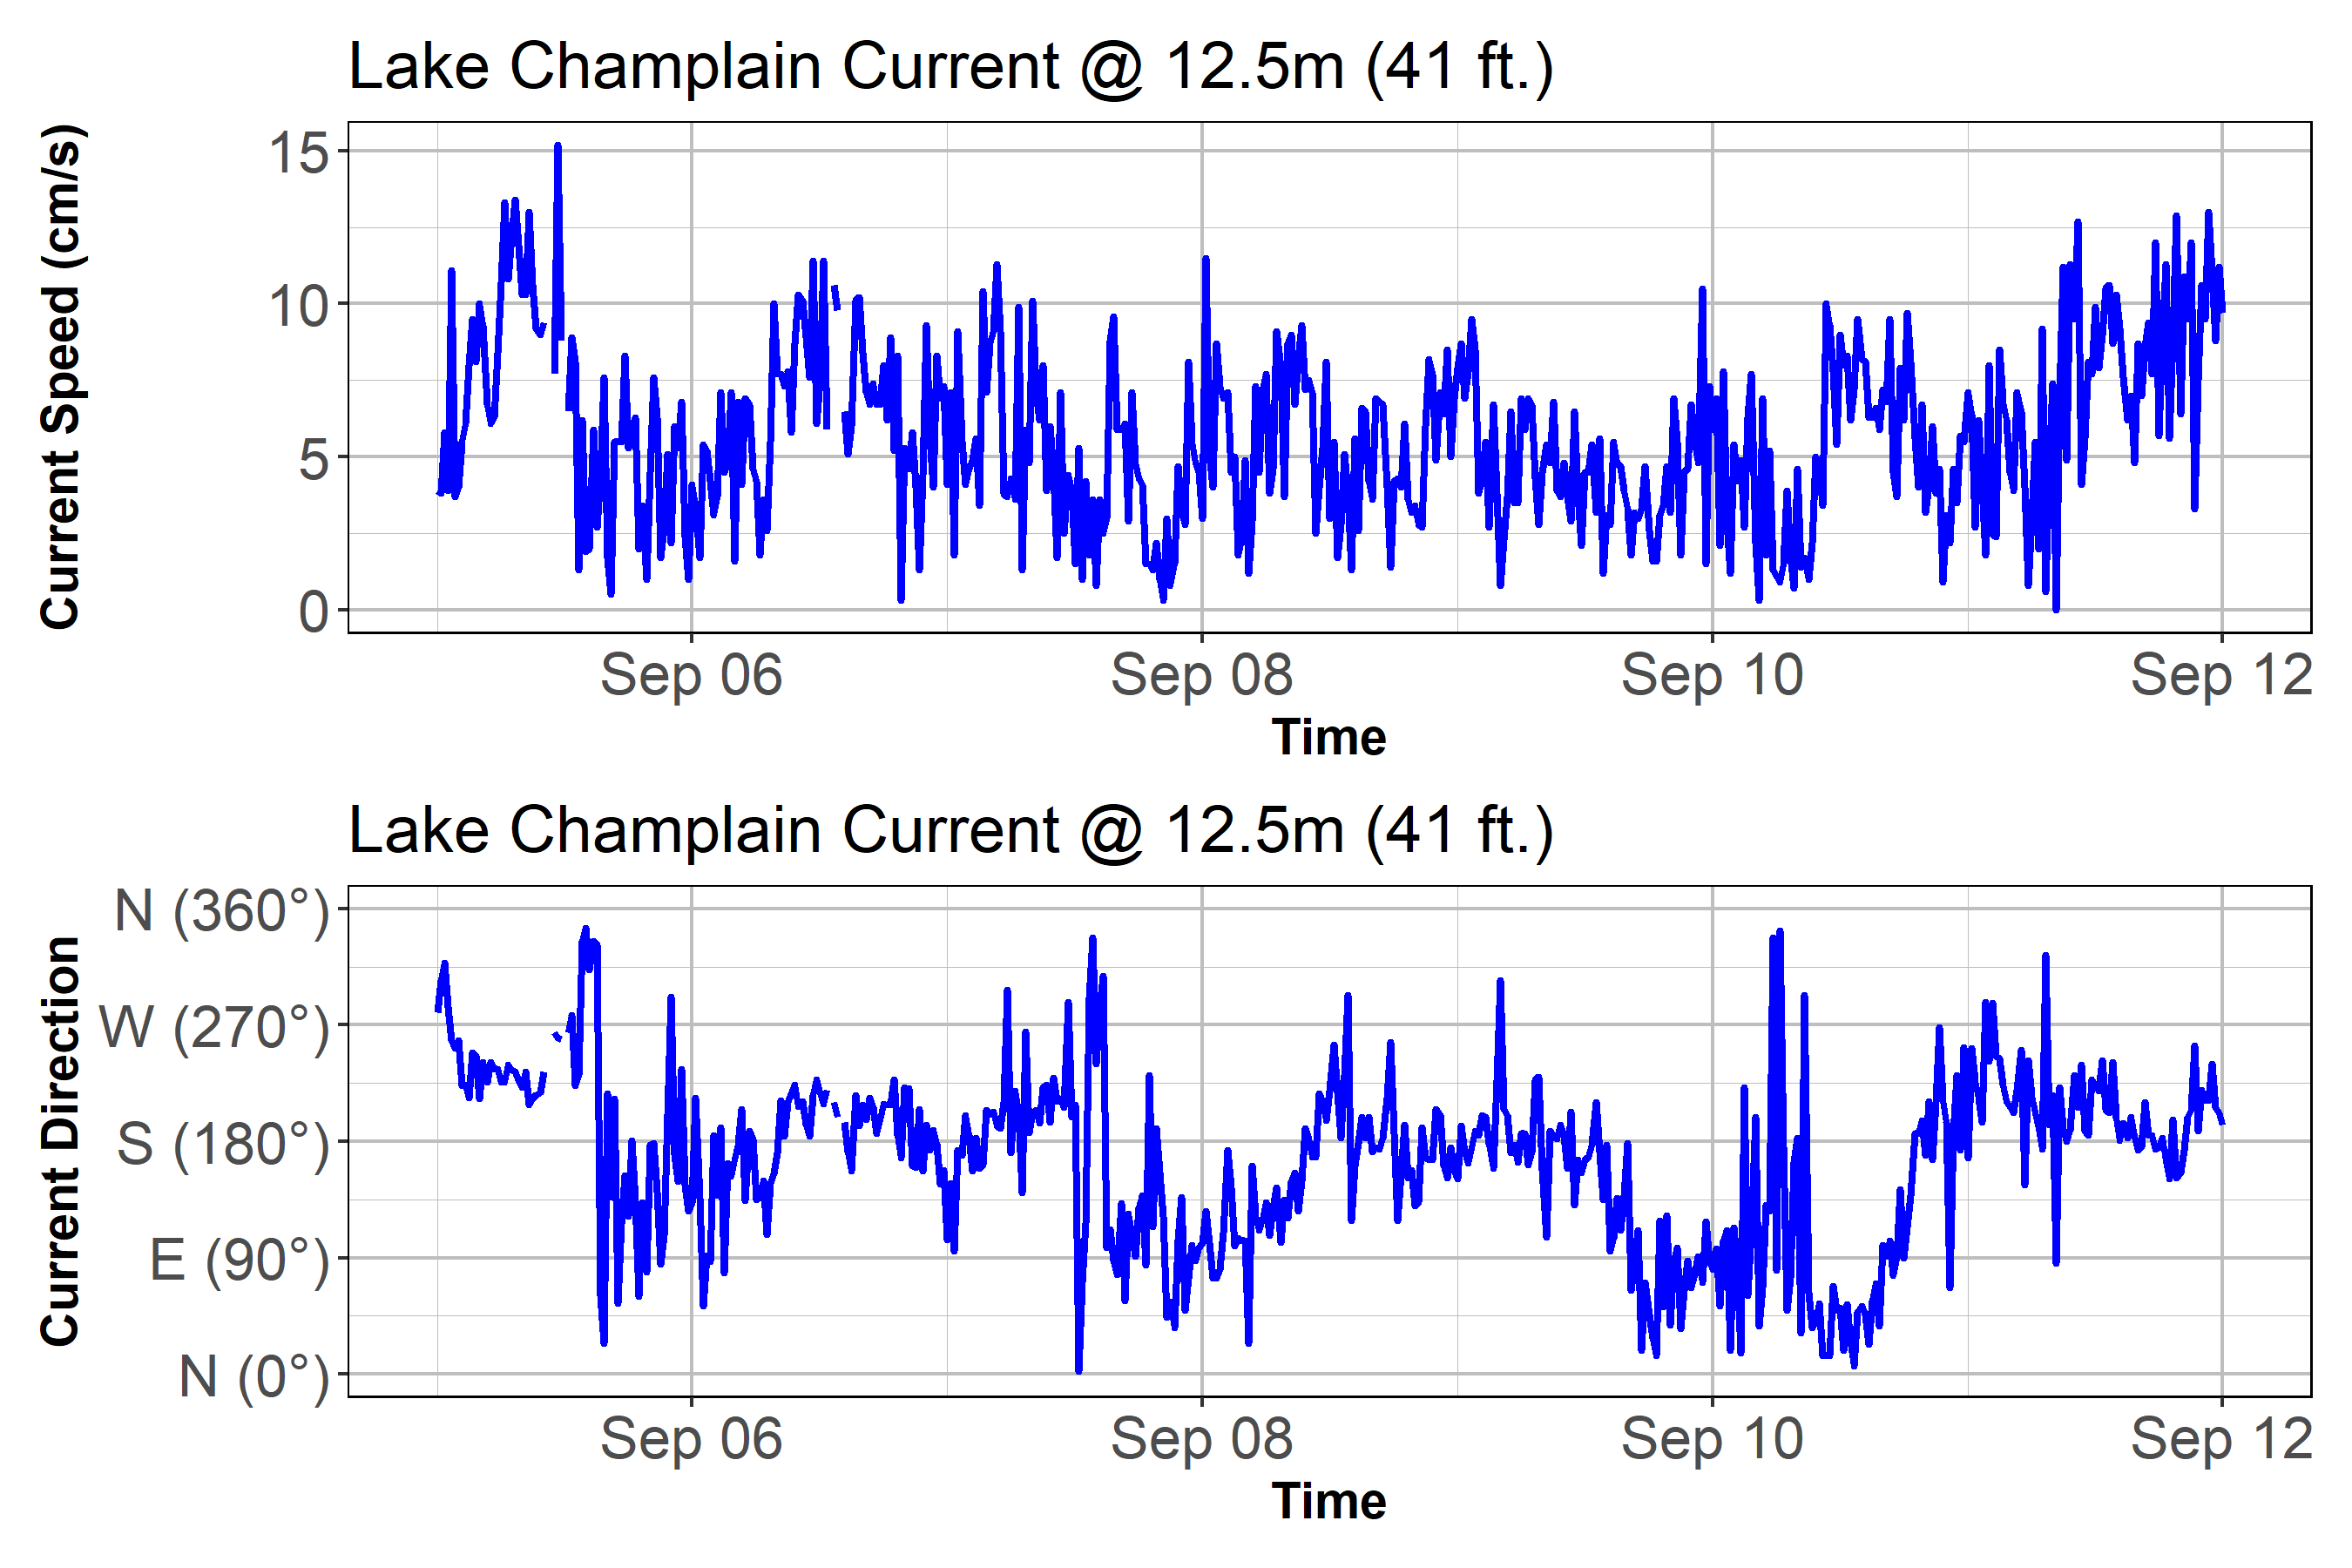 Lake Champlain Current @ 12.5m (41 ft.)
Current Speed (cm/s)
15
10
5
0
Sep 06
Sep 08
Sep 10
Sep 12
Time
Lake Champlain Current @ 12.5m (41 ft.)
Current Direction
N (360°)
W (270°)
S (180°)
E (90°)
N (0°)
Sep 06
Sep 08
Sep 10
Sep 12
Time